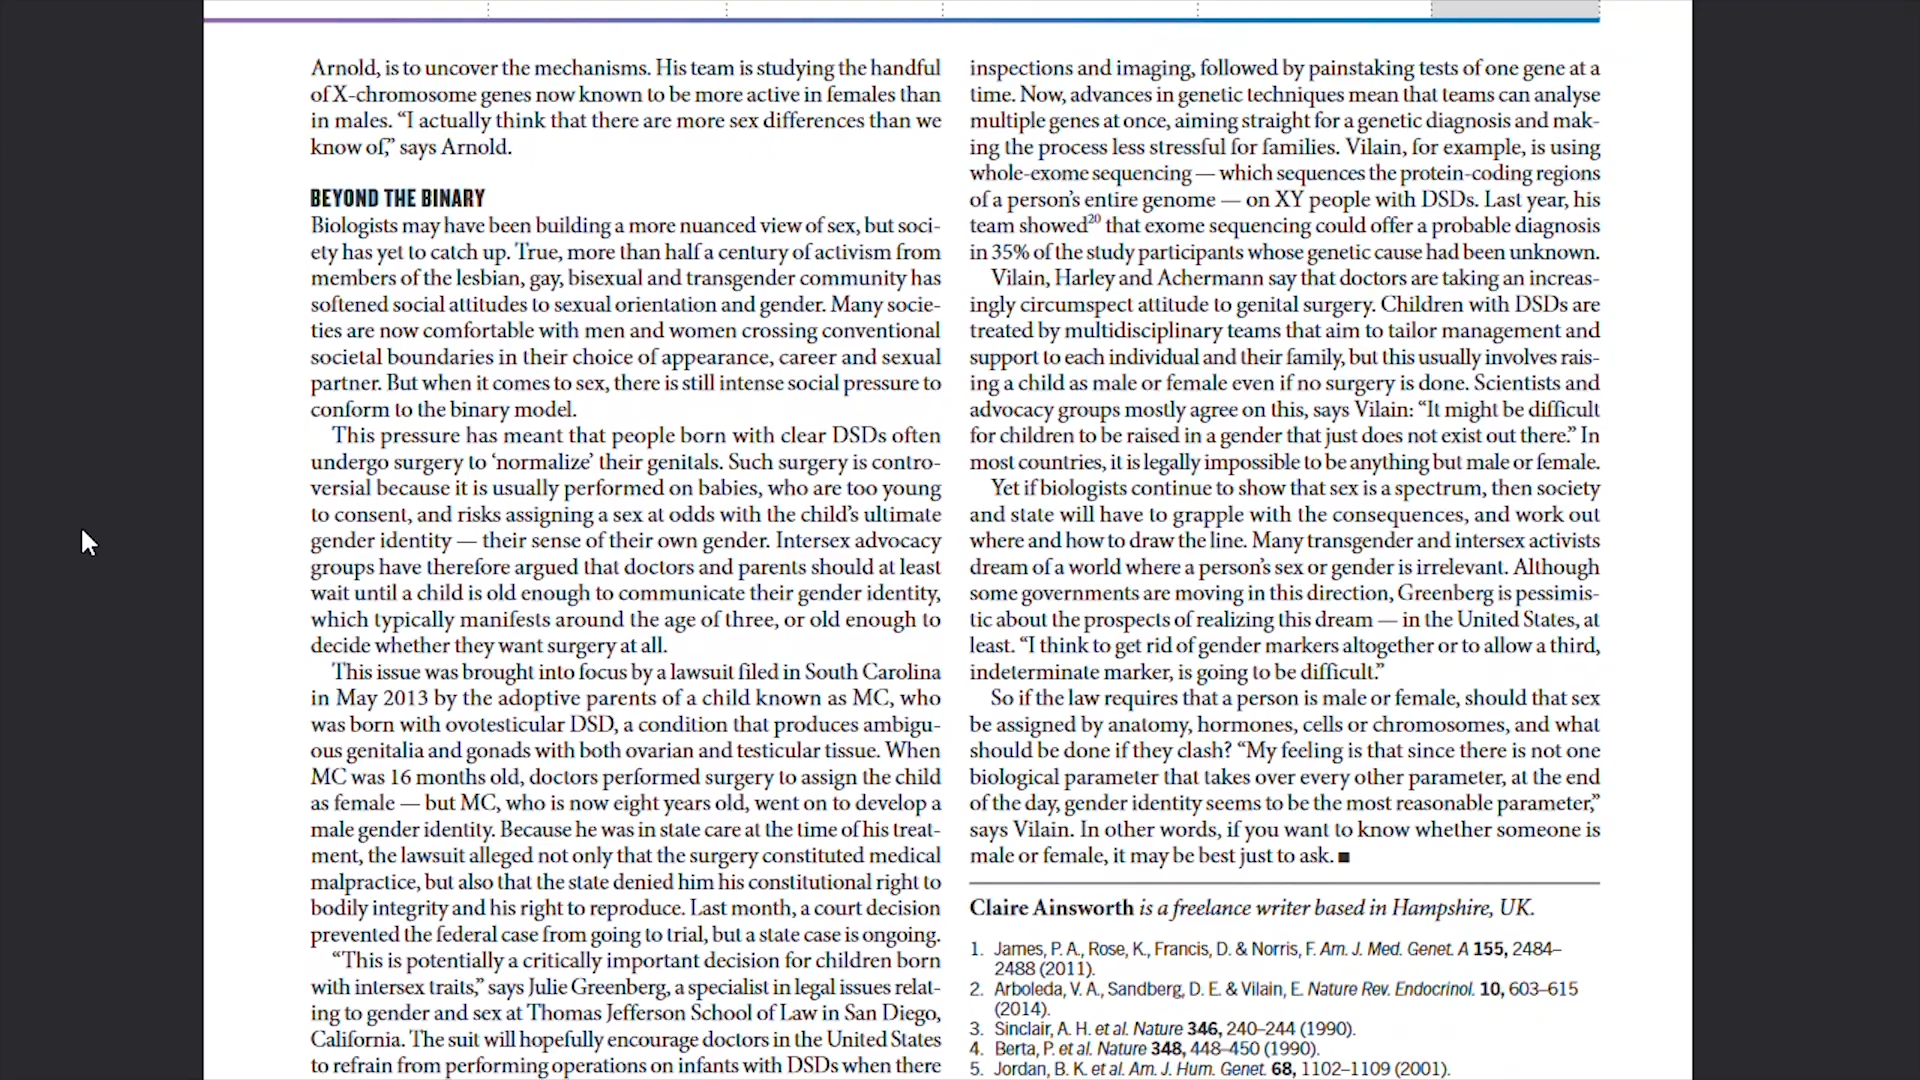 Arnold, is to uncover the mechanisms. His team is studying the handful
of X-chromosome genes now known to be more active in females than
in males. “I actually think that there are more sex differences than we
know of,” says Arnold.
BEYOND THE BINARY
Biologists may have been building a more nuanced view of sex, but soci-
ety has yet to catch up. True, more than half a century of activism from
members of the lesbian, gay, bisexual and transgender community has
softened social attitudes to sexual orientation and gender. Many socie-
ties are now comfortable with men and women crossing conventional
societal boundaries in their choice of appearance, career and sexual
partner. But when it comes to sex, there is still intense social pressure to
conform to the binary model.
This pressure has meant that people born with clear DSDs often
undergo surgery to ‘normalize’ their genitals. Such surgery is contro-
versial because it is usually performed on babies, who are too young
to consent, and risks assigning a sex at odds with the child’s ultimate
gender identity — their sense of their own gender. Intersex advocacy
groups have therefore argued that doctors and parents should at least
wait until a child is old enough to communicate their gender identity,
which typically manifests around the age of three, or old enough to
decide whether they want surgery at all.
This issue was brought into focus by a lawsuit filed in South Carolina
in May 2013 by the adoptive parents of a child known as MC, who
was born with ovotesticular DSD, a condition that produces ambigu-
ous genitalia and gonads with both ovarian and testicular tissue. When
MC was 16 months old, doctors performed surgery to assign the child
as female — but MC, who is now eight years old, went on to develop a
male gender identity. Because he was in state care at the time of his treat-
ment, the lawsuit alleged not only that the surgery constituted medical
malpractice, but also that the state denied him his constitutional right to
bodily integrity and his right to reproduce. Last month, a court decision
prevented the federal case from going to trial, but a state case is ongoing.
“This is potentially a critically important decision for children born
with intersex traits,” says Julie Greenberg, a specialist in legal issues relat-
ing to gender and sex at Thomas Jefferson School of Law in San Diego,
California. The suit will hopefully encourage doctors in the United States
to refrain from performing operations on infants with DSDs when there
inspections and imaging, followed by painstaking tests of one gene at a
time. Now, advances in genetic techniques mean that teams can analyse
multiple genes at once, aiming straight for a genetic diagnosis and mak-
ing the process less stressful for families. Vilain, for example, is using
whole-exome sequencing — which sequences the protein-coding regions
of a person’s entire genome — on XY people with DSDs. Last year, his
team showed20 that exome sequencing could offer a probable diagnosis
in 35% of the study participants whose genetic cause had been unknown.
Vilain, Harley and Achermann say that doctors are taking an increas-
ingly circumspect attitude to genital surgery. Children with DSDs are
treated by multidisciplinary teams that aim to tailor management and
support to each individual and their family, but this usually involves rais-
ing a child as male or female even if no surgery is done. Scientists and
advocacy groups mostly agree on this, says Vilain: “It might be difficult
for children to be raised in a gender that just does not exist out there.” In
most countries, it is legally impossible to be anything but male or female.
Yet if biologists continue to show that sex is a spectrum, then society
and state will have to grapple with the consequences, and work out
where and how to draw the line. Many transgender and intersex activists
dream of a world where a person’s sex or gender is irrelevant. Although
some governments are moving in this direction, Greenberg is pessimis-
tic about the prospects of realizing this dream — in the United States, at
least. “I think to get rid of gender markers altogether or to allow a third,
indeterminate marker, is going to be difficult.”
So if the law requires that a person is male or female, should that sex
be assigned by anatomy, hormones, cells or chromosomes, and what
should be done if they clash? “My feeling is that since there is not one
biological parameter that takes over every other parameter, at the end
of the day, gender identity seems to be the most reasonable parameter,”
says Vilain. In other words, if you want to know whether someone is
male or female, it may be best just to ask. ■
Claire Ainsworth is a freelance writer based in Hampshire, UK.
1. James, P. A., Rose, K., Francis, D. & Norris, F. Am. J. Med. Genet. A 155, 2484–
2488 (2011).
2. Arboleda, V. A., Sandberg, D. E. & Vilain, E. Nature Rev. Endocrinol. 10, 603–615
(2014).
3. Sinclair, A. H. et al. Nature 346, 240–244 (1990).
4. Berta, P. et al. Nature 348, 448–450 (1990).
5. Jordan, B. K. et al. Am. J. Hum. Genet. 68, 1102–1109 (2001).